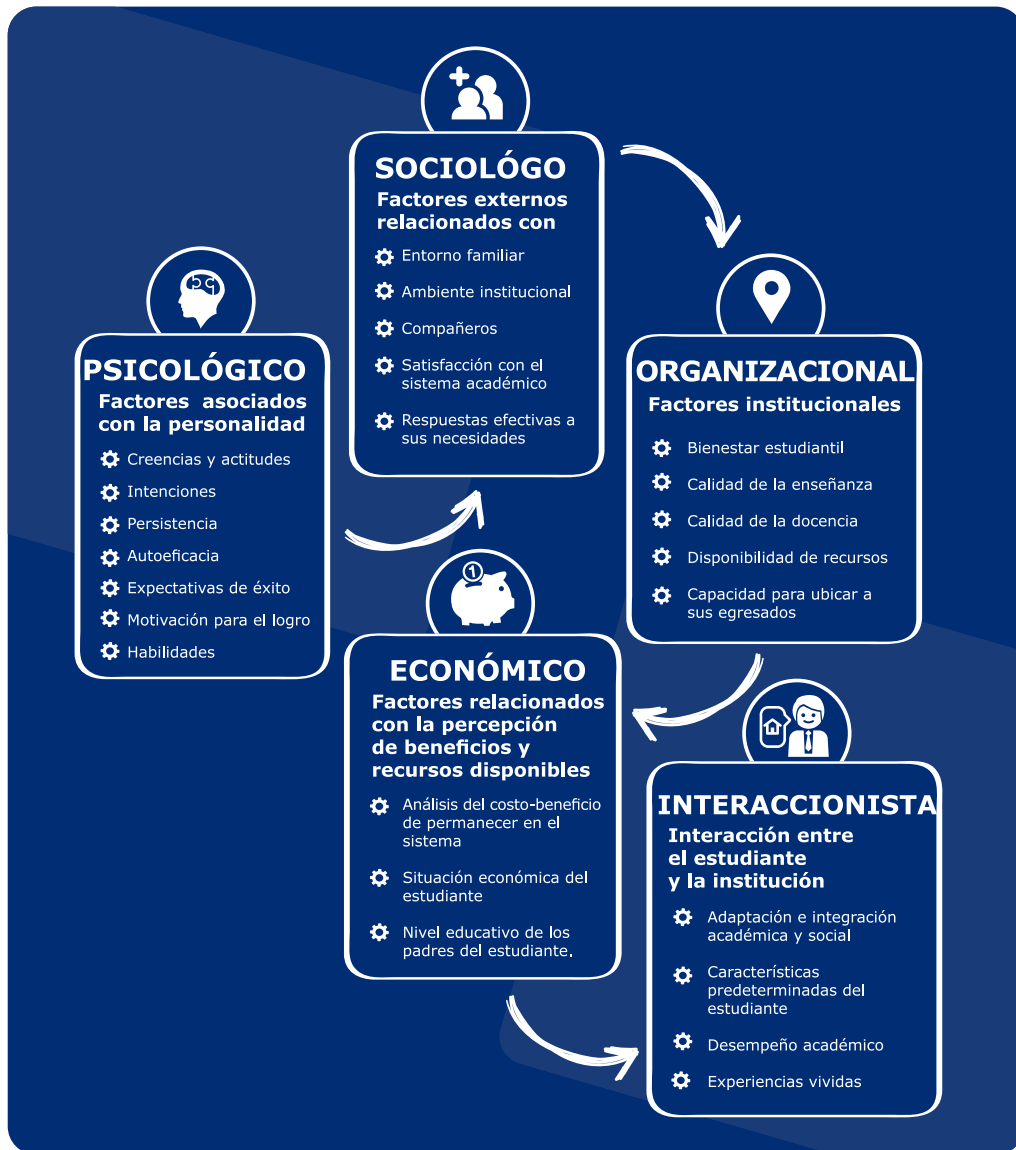 PSICOLÓGICO
Factores asociados
con la personalidad
Creencias y actitudes
Intenciones
Persistencia
Autoeficacia
Expectativas de éxito
Motivación para el logro
Habilidades
SOCIOLÓGO
Factores externos
relacionados con
Entorno familiar
Ambiente institucional
Compañeros
Satisfacción con el
sistema académico
Respuestas efectivas a
sus necesidades
ORGANIZACIONAL
Factores institucionales
Bienestar estudiantil
Calidad de la enseñanza
Calidad de la docencia
Disponibilidad de recursos
Capacidad para ubicar a
sus egresados
1
ECONÓMICO
Factores relacionados
con la percepción
de beneficios y
recursos disponibles
Análisis del costo-beneficio
de permanecer en el
sistema
Situación económica del
estudiante
Nivel educativo de los
padres del estudiante.
INTERACCIONISTA
Interacción entre
el estudiante
y la institución
Adaptación e integración
académica y social
Características
predeterminadas del
estudiante
Desempeño académico
Experiencias vividas